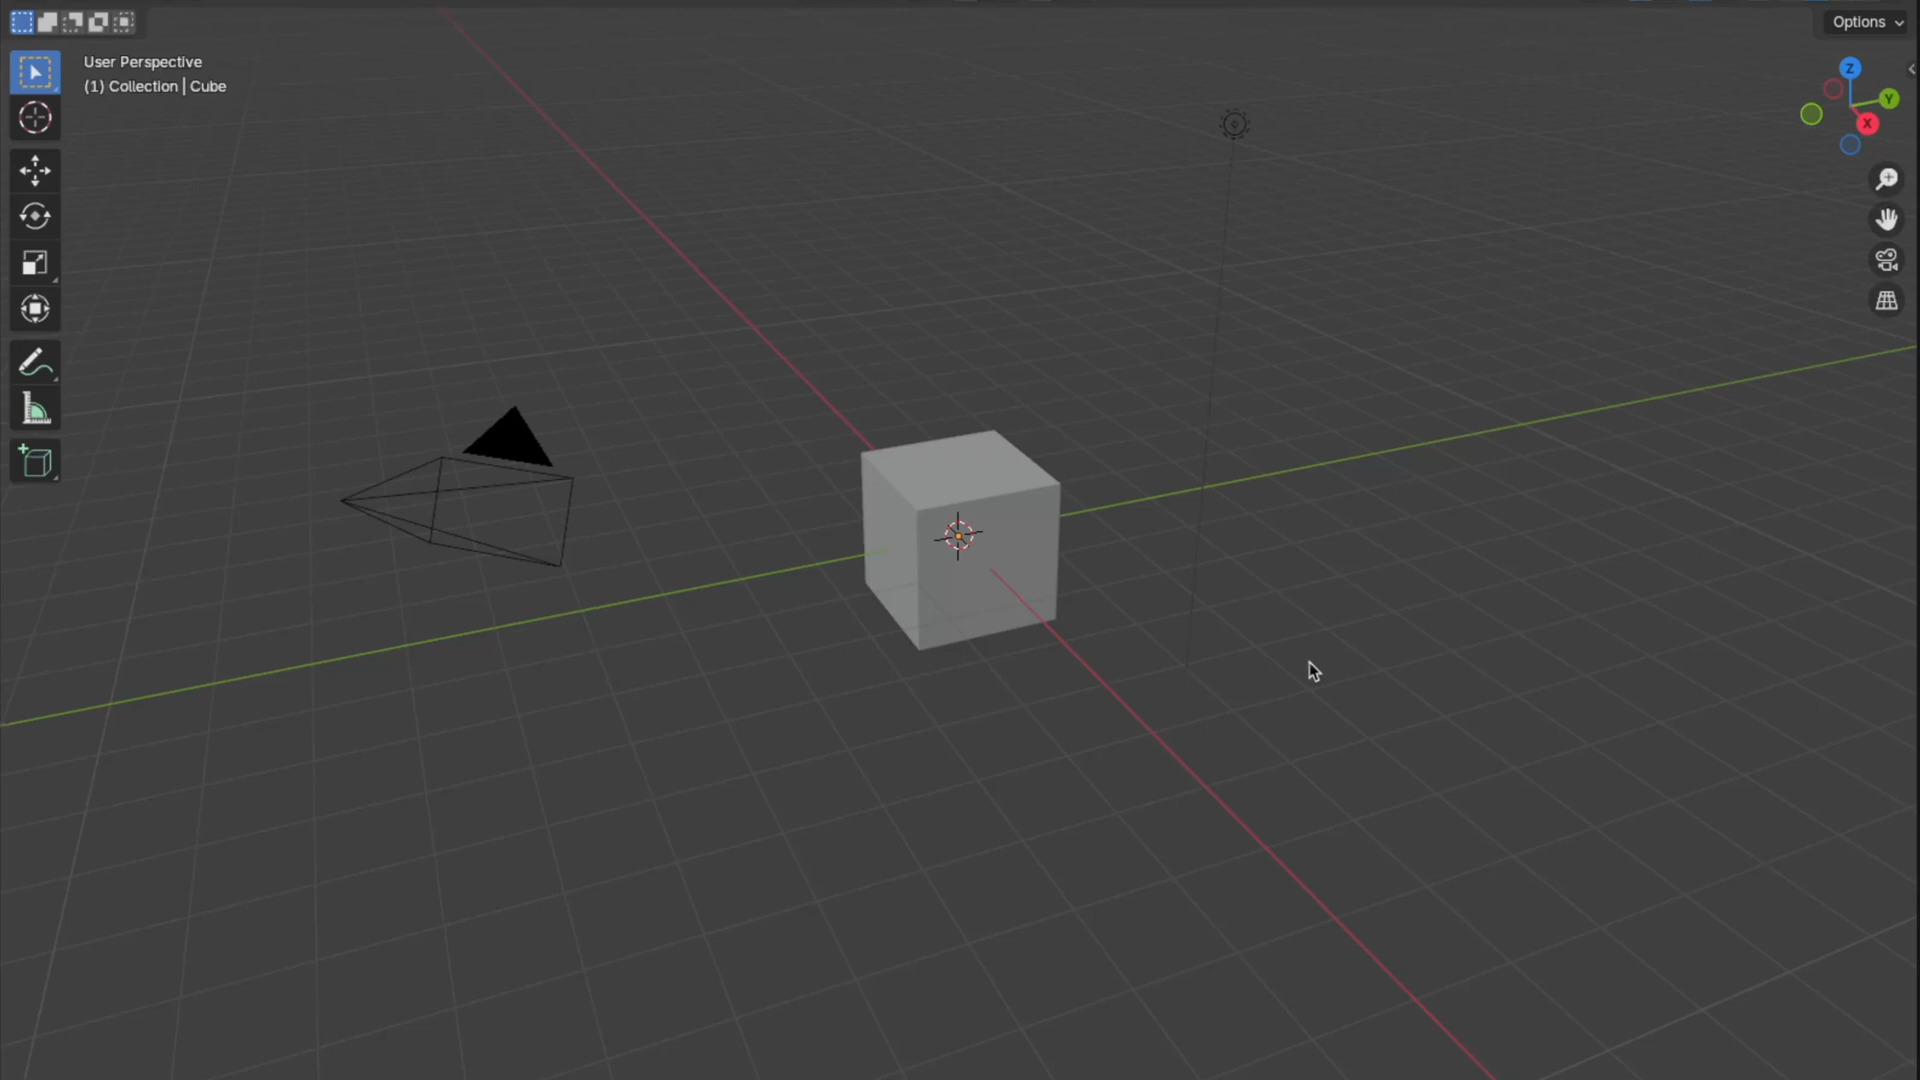 Options
User Perspective
(1) Collection | Cube
Z
Y
X